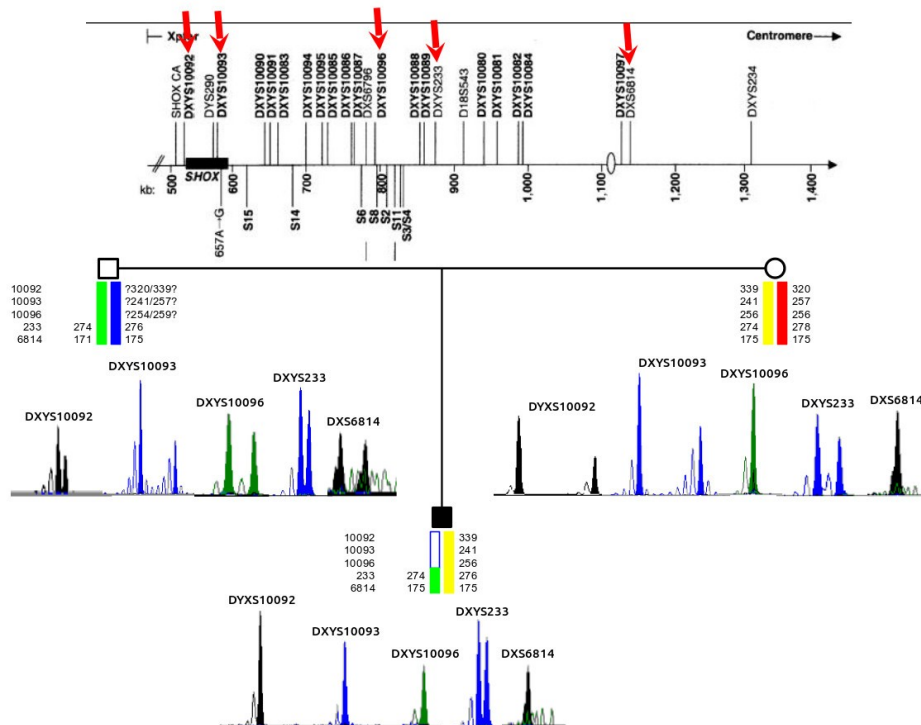 Xpter
Centromere
SHOX CA
DXYS10092
DYS290
DXYS10093
DXYS10090
DXYS10091
DXYS10083
DXYS10094
DXYS10095
DXYS10085
DXYS10086
DXYS10087
DXS6796
DXYS10096
DXYS10088
DXYS10089
DXYS233
D18S543
DXYS10080
DXYS10081
DXYS10082
DXYS10084
DXYS10097
DXS6814
DXYS234
SHOX
kb: 500 600 700 800 900 1,000 1,100 1,200 1,300 1,400
657A→G
S15
S14
S6
S8
S2
S11
S3/S4
10092 ?320/339?
10093 ?241/257?
10096 ?254/259?
233 274 276
6814 171 175
339 320
241 257
256 256
274 278
175 175
DXYS10092
DXYS10093
DXYS10096
DXYS233
DXS6814
DYXS10092
DXYS10093
DXYS10096
DXYS233
DXS6814
10092 339
10093 241
10096 256
233 274 276
6814 175 175
DYXS10092
DXYS10093
DXYS10096
DXYS233
DXS6814